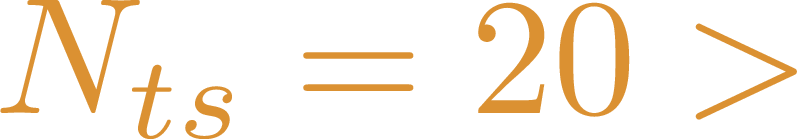 N_{ts} = 20 >